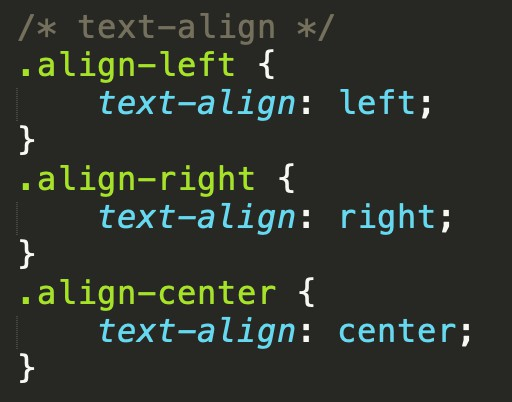 /* text-align */
.align-left {
    text-align: left;
}
.align-right {
    text-align: right;
}
.align-center {
    text-align: center;
}